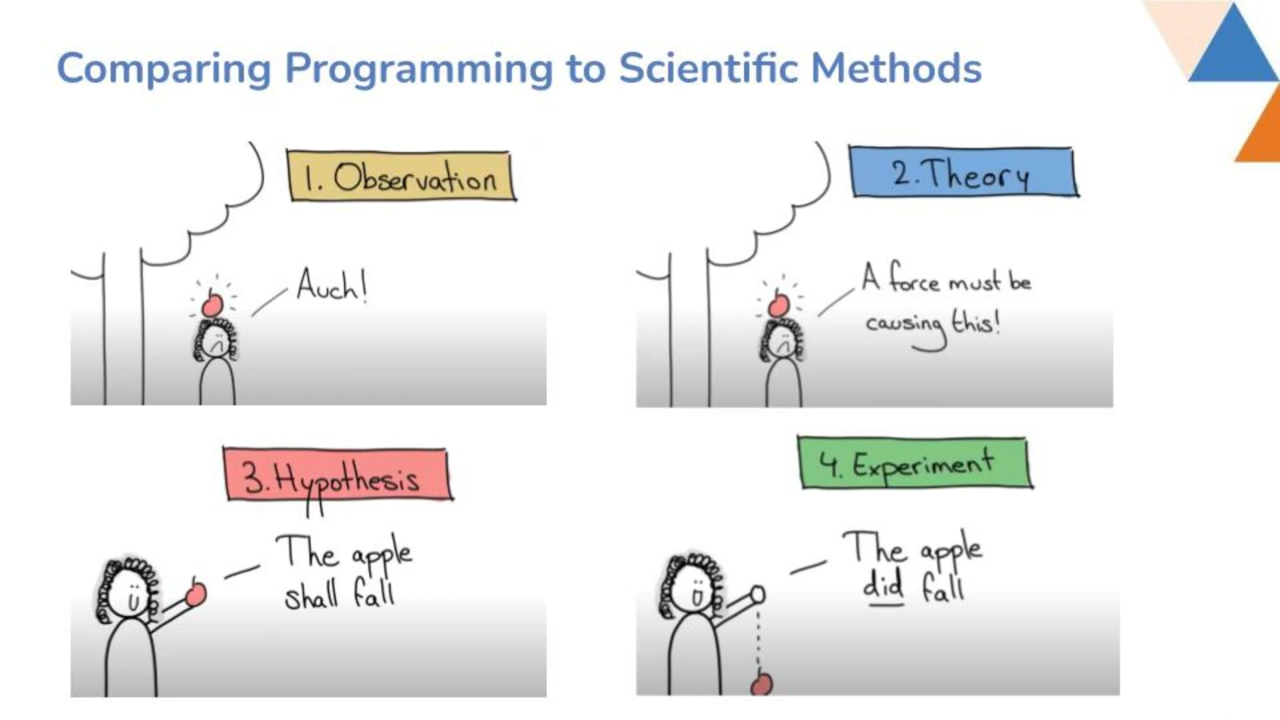 Comparing Programming to Scientific Methods
1. Observation
Auch!
2. Theory
A force must be
causing this!
3. Hypothesis
The apple
shall fall
4. Experiment
The apple
did fall